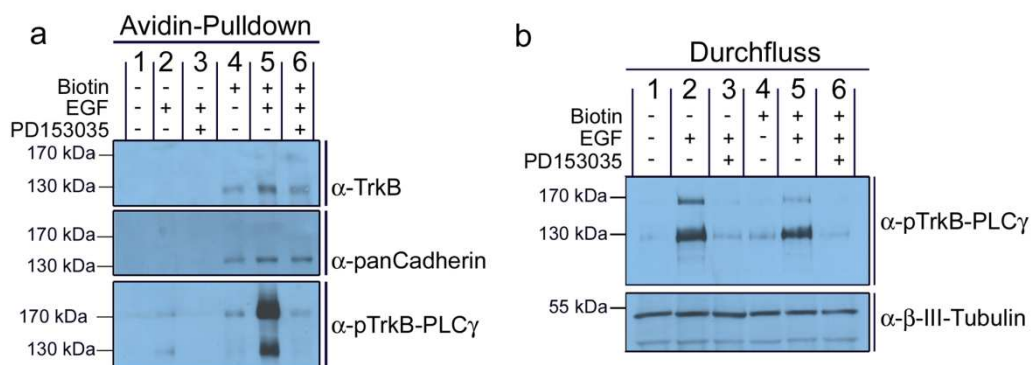 a
Avidin-Pulldown
1 2 3 4 5 6
Biotin - - - + + +
EGF - + + - + +
PD153035 - - + - - +
170 kDa
130 kDa
α-TrkB
170 kDa
130 kDa
α-panCadherin
170 kDa
130 kDa
α-pTrkB-PLCγ
b
Durchfluss
1 2 3 4 5 6
Biotin - - - + + +
EGF - + + - + +
PD153035 - - + - - +
170 kDa
130 kDa
α-pTrkB-PLCγ
55 kDa
α-β-III-Tubulin